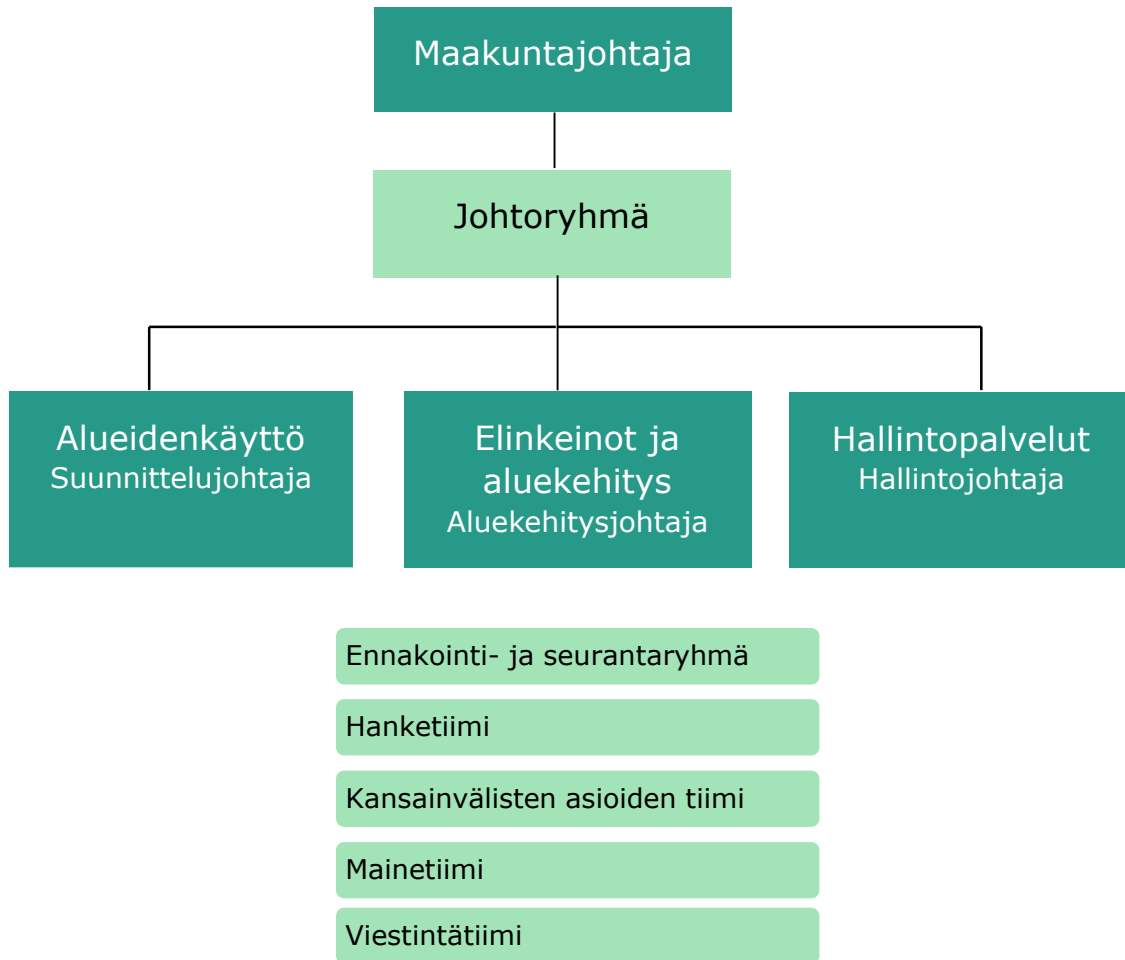 Maakuntajohtaja
Johtoryhmä
Alueidenkäyttö
Suunnittelujohtaja
Elinkeinot ja
aluekehitys
Aluekehitysjohtaja
Hallintopalvelut
Hallintojohtaja
Ennakointi- ja seurantaryhmä
Hanketiimi
Kansainvälisten asioiden tiimi
Mainetiimi
Viestintätiimi